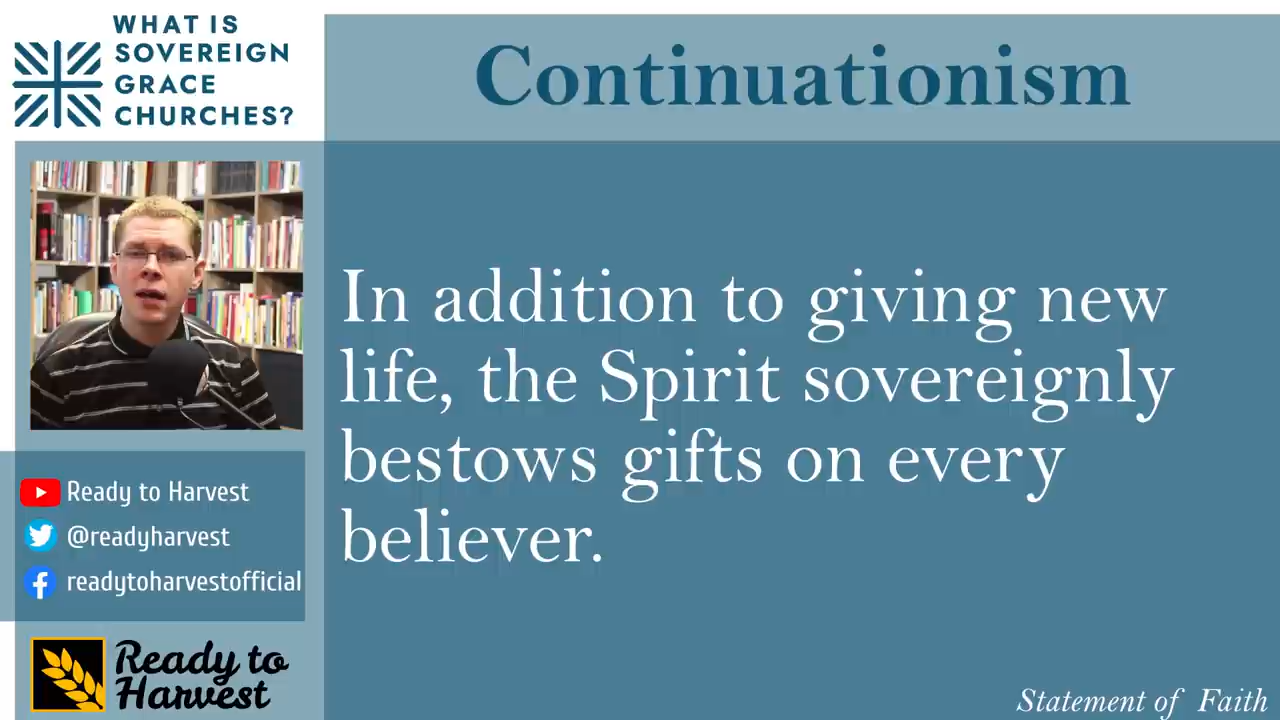 WHAT IS
SOVEREIGN
GRACE
CHURCHES?
Continuationism
In addition to giving new
life, the Spirit sovereignly
bestows gifts on every
believer.
Ready to Harvest
@readyharvest
readytoharvestofficial
Ready to
Harvest
Statement of Faith